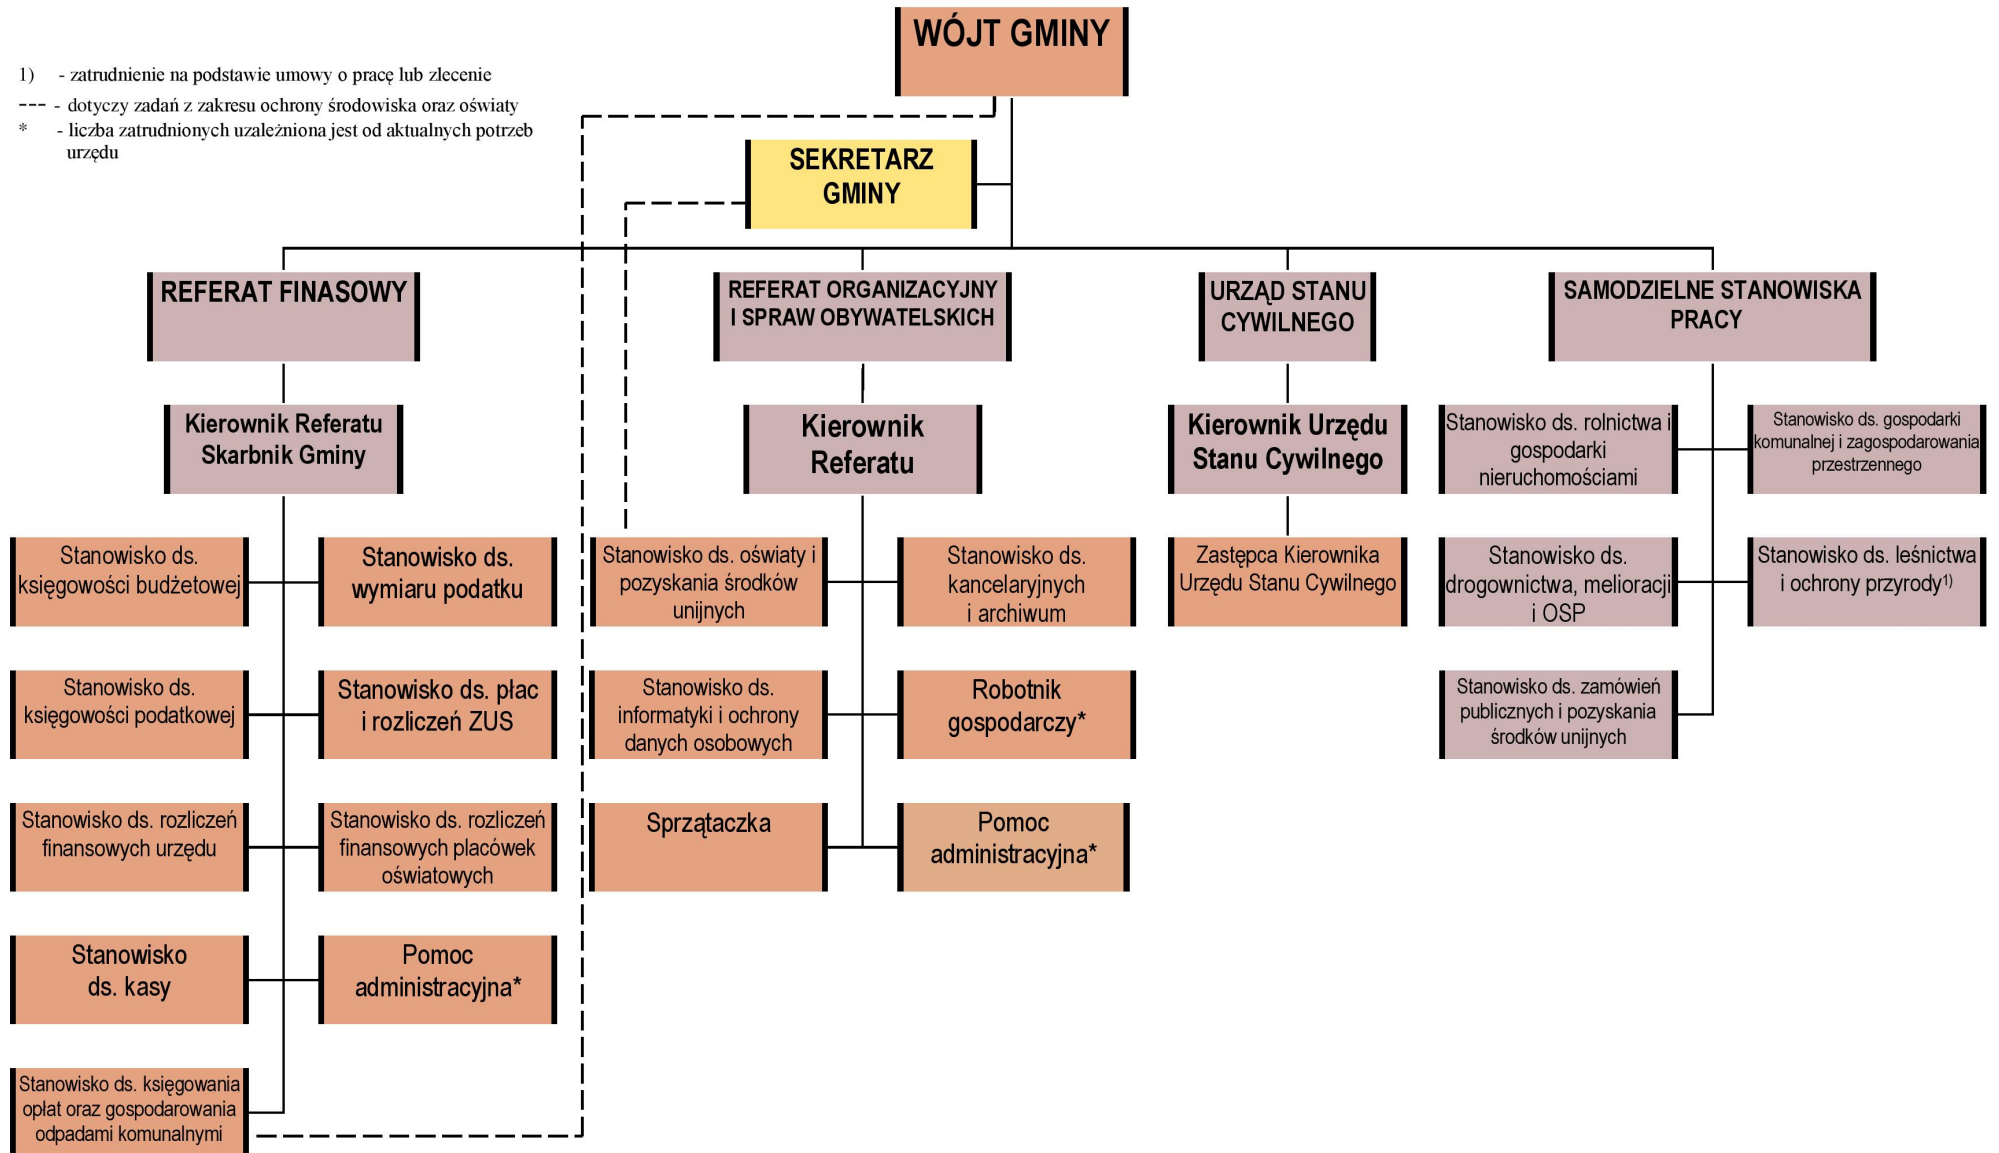 WÓJT GMINY
1) - zatrudnienie na podstawie umowy o pracę lub zlecenie
--- - dotyczy zadań z zakresu ochrony środowiska oraz oświaty
* - liczba zatrudnionych uzależniona jest od aktualnych potrzeb
urzędu
SEKRETARZ
GMINY
REFERAT FINASOWY
REFERAT ORGANIZACYJNY
I SPRAW OBYWATELSKICH
URZĄD STANU
CYWILNEGO
SAMODZIELNE STANOWISKA
PRACY
Kierownik Referatu
Skarbnik Gminy
Kierownik
Referatu
Kierownik Urzędu
Stanu Cywilnego
Stanowisko ds. rolnictwa i
gospodarki
nieruchomościami
Stanowisko ds. gospodarki
komunalnej i zagospodarowania
przestrzennego
Stanowisko ds.
księgowości budżetowej
Stanowisko ds.
wymiaru podatku
Stanowisko ds. oświaty i
pozyskania środków
unijnych
Stanowisko ds.
kancelaryjnych
i archiwum
Zastępca Kierownika
Urzędu Stanu Cywilnego
Stanowisko ds.
drogownictwa, melioracji
i OSP
Stanowisko ds. leśnictwa
i ochrony przyrody1)
Stanowisko ds.
księgowości podatkowej
Stanowisko ds. płac
i rozliczeń ZUS
Stanowisko ds.
informatyki i ochrony
danych osobowych
Robotnik
gospodarczy*
Stanowisko ds. zamówień
publicznych i pozyskania
środków unijnych
Stanowisko ds. rozliczeń
finansowych urzędu
Stanowisko ds. rozliczeń
finansowych placówek
oświatowych
Sprzątaczka
Pomoc
administracyjna*
Stanowisko
ds. kasy
Pomoc
administracyjna*
Stanowisko ds. księgowania
opłat oraz gospodarowania
odpadami komunalnymi